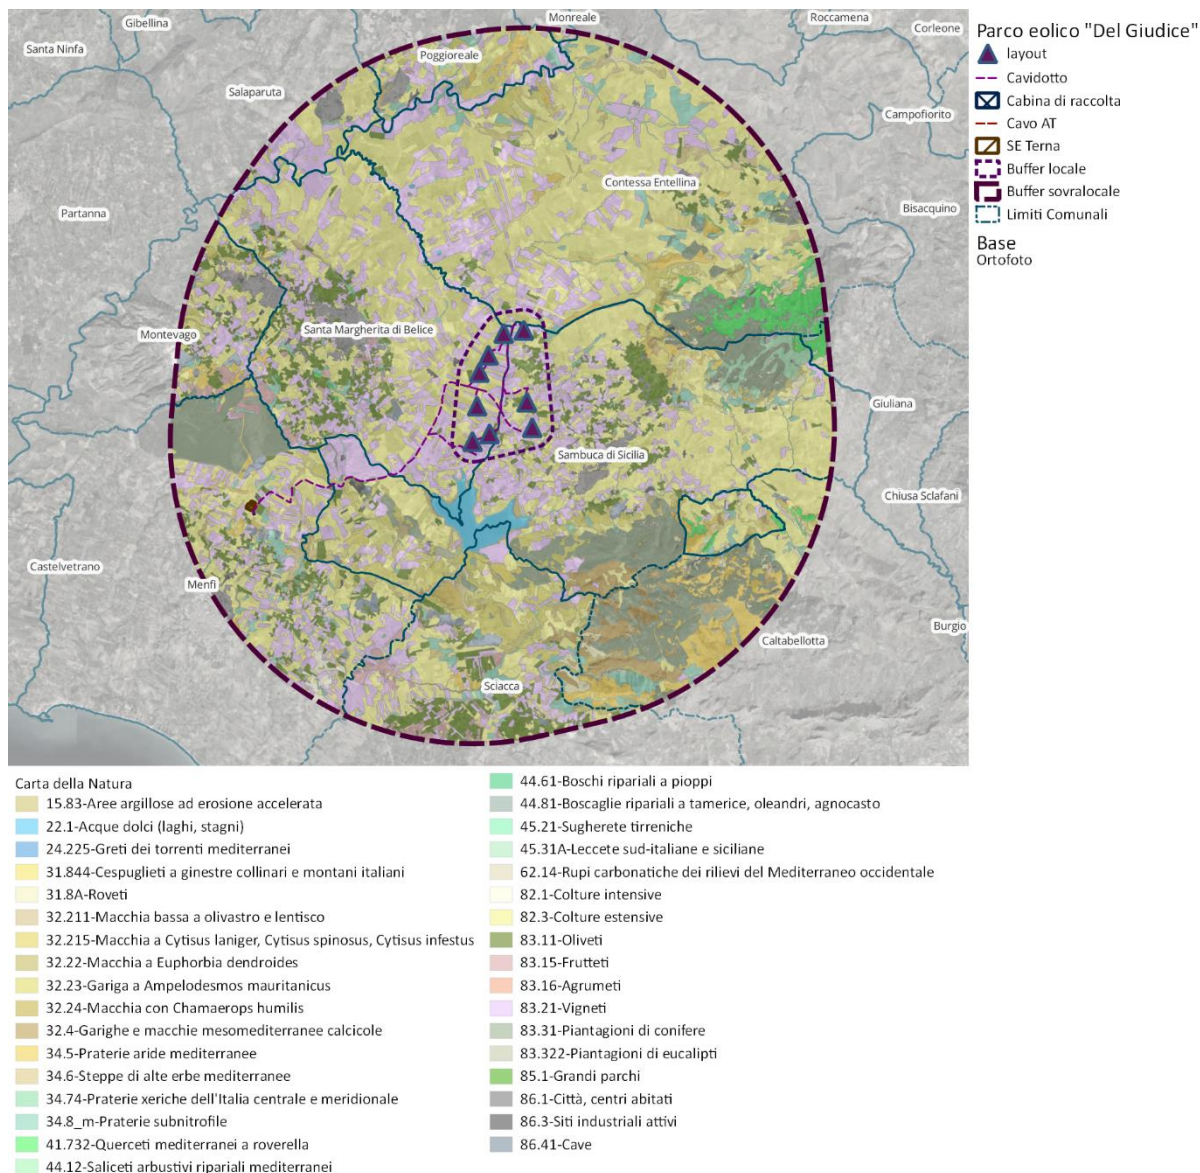 Gibellina
Monreale
Roccamena
Corleone
Santa Ninfa
Poggioreale
Salaparuta
Campofiorito
Contessa Entellina
Partanna
Bisacquino
Montevago
Santa Margherita di Belice
Giuliana
Sambuca di Sicilia
Chiusa Sclafani
Castelvetrano
Menfi
Burgio
Caltabellotta
Sciacca
Parco eolico "Del Giudice"
layout
Cavidotto
Cabina di raccolta
Cavo AT
SE Terna
Buffer locale
Buffer sovralocale
Limiti Comunali
Base
Ortofoto
Carta della Natura
15.83-Aree argillose ad erosione accelerata
22.1-Acque dolci (laghi, stagni)
24.225-Greti dei torrenti mediterranei
31.844-Cespuglieti a ginestre collinari e montani italiani
31.8A-Roveti
32.211-Macchia bassa a olivastro e lentisco
32.215-Macchia a Cytisus laniger, Cytisus spinosus, Cytisus infestus
32.22-Macchia a Euphorbia dendroides
32.23-Gariga a Ampelodesmos mauritanicus
32.24-Macchia con Chamaerops humilis
32.4-Garighe e macchie mesomediterranee calcicole
34.5-Praterie aride mediterranee
34.6-Steppe di alte erbe mediterranee
34.74-Praterie xeriche dell'Italia centrale e meridionale
34.8_m-Praterie subnitrofile
41.732-Querceti mediterranei a roverella
44.12-Saliceti arbustivi ripariali mediterranei
44.61-Boschi ripariali a pioppi
44.81-Boscaglie ripariali a tamerice, oleandri, agnocasto
45.21-Sugherete tirreniche
45.31A-Leccete sud-italiane e siciliane
62.14-Rupi carbonatiche dei rilievi del Mediterraneo occidentale
82.1-Colture intensive
82.3-Colture estensive
83.11-Oliveti
83.15-Frutteti
83.16-Agrumeti
83.21-Vigneti
83.31-Piantagioni di conifere
83.322-Piantagioni di eucalipti
85.1-Grandi parchi
86.1-Città, centri abitati
86.3-Siti industriali attivi
86.41-Cave